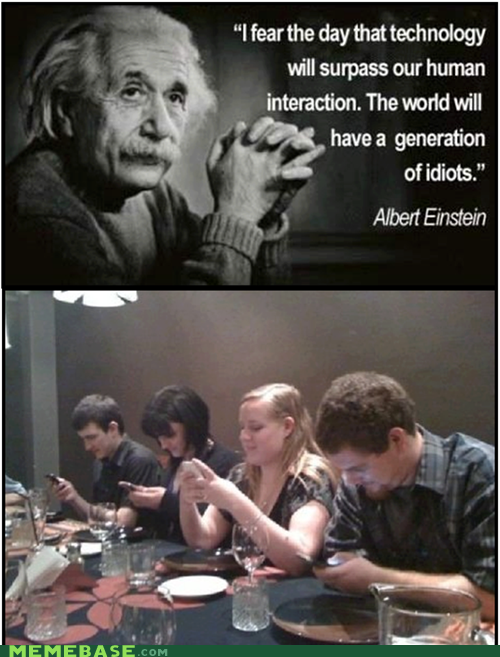 “I fear the day that technology
will surpass our human
interaction. The world will
have a generation
of idiots.”
Albert Einstein
MEMEBASE.COM